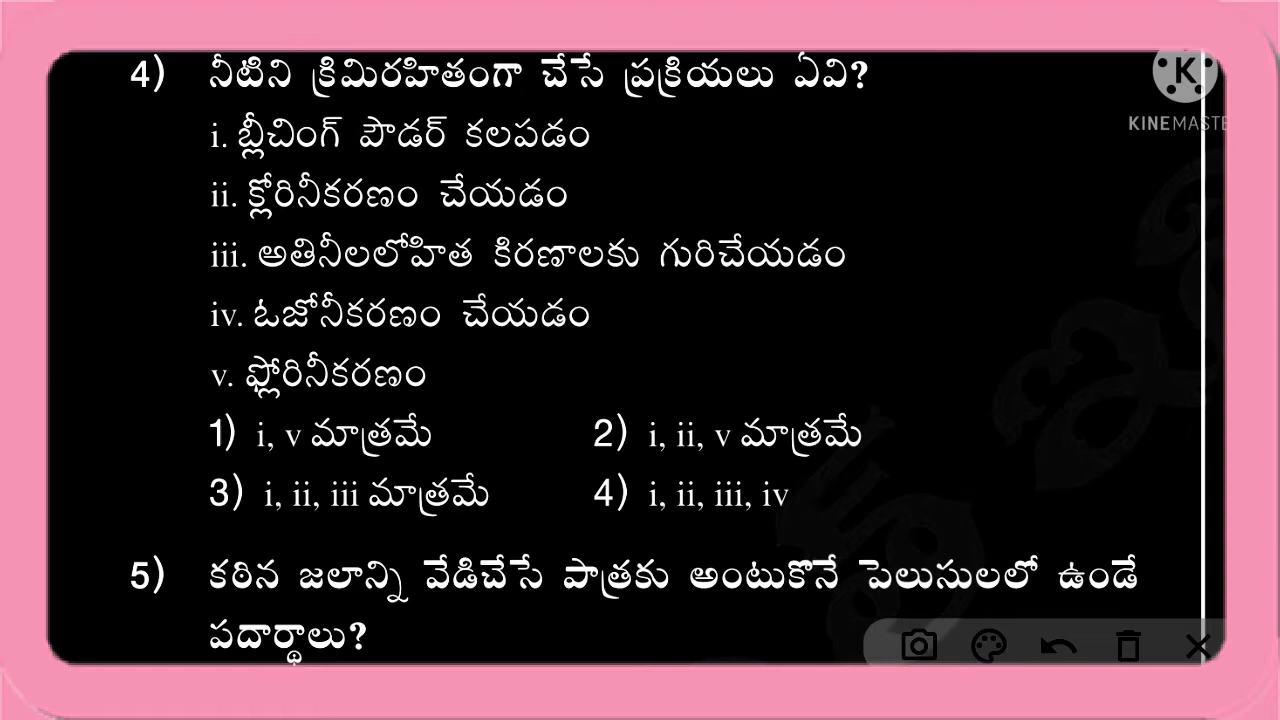 4) నీటిని క్రిమిరహితంగా చేసే ప్రక్రియలు ఏవి?
K
KINEMASTE
i. బ్లీచింగ్ పౌడర్ కలపడం
ii. క్లోరినీకరణం చేయడం
iii. అతినీలలోహిత కిరణాలకు గురిచేయడం
iv. ఓజోనీకరణం చేయడం
v. ఫ్లోరినీకరణం
1) i, v మాత్రమే 2) i, ii, v మాత్రమే
3) i, ii, iii మాత్రమే 4) i, ii, iii, iv
5) కఠిన జలాన్ని వేడిచేసే పాత్రకు అంటుకొనే పెలుసులలో ఉండే
పదార్థాలు?